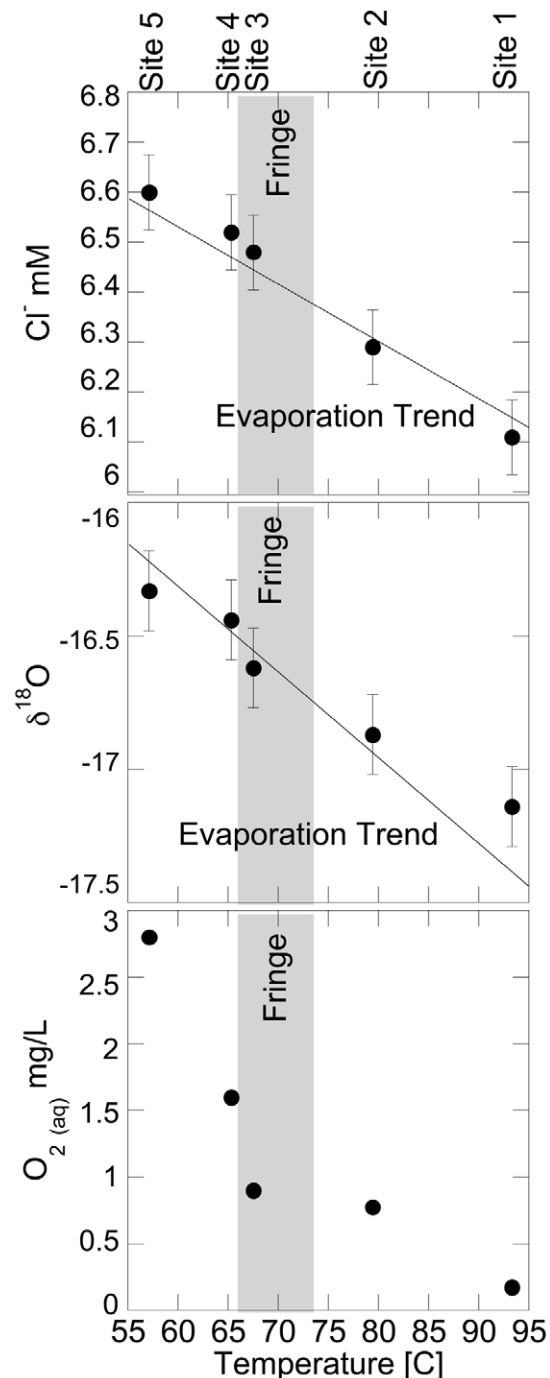 Site 5
Site 4
Site 3
Site 2
Site 1
6.8
6.7
6.6
6.5
6.4
6.3
6.2
6.1
6
Cl⁻ mM
Fringe
Evaporation Trend
-16
-16.5
-17
-17.5
δ¹⁸O
Fringe
Evaporation Trend
3
2.5
2
1.5
1
0.5
0
O₂ (aq) mg/L
Fringe
55 60 65 70 75 80 85 90 95
Temperature [C]